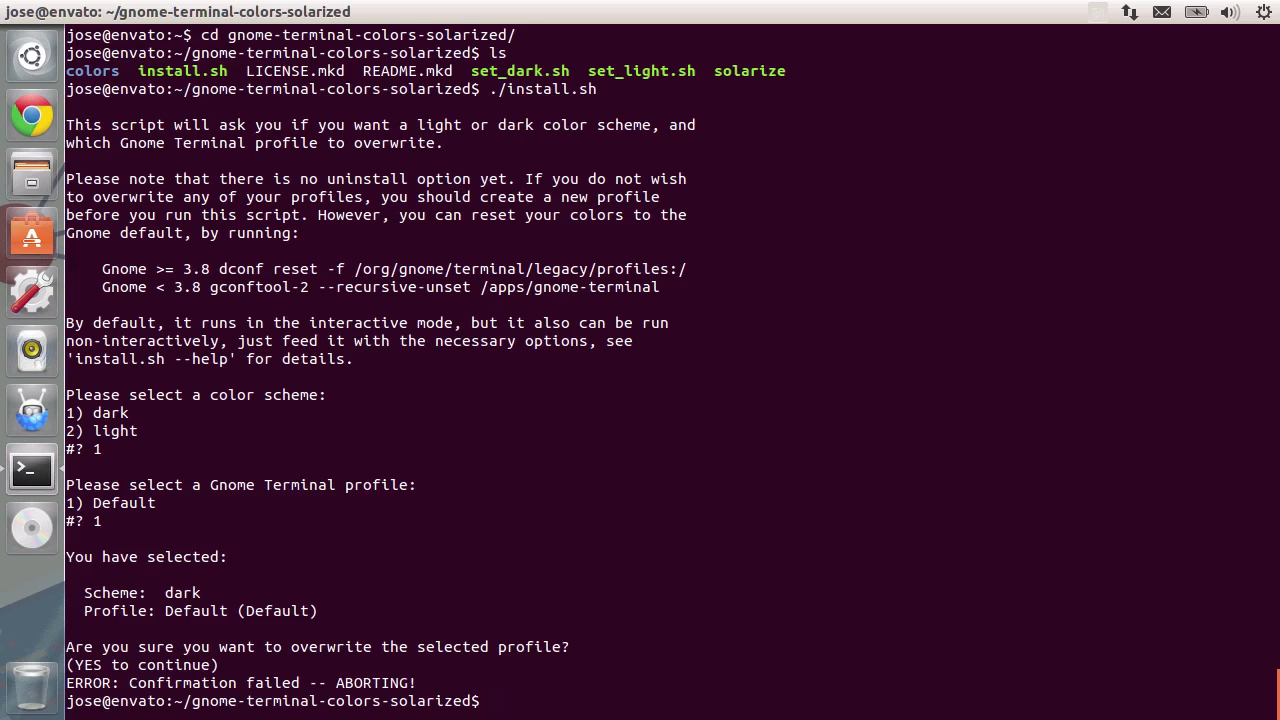 jose@envato: ~/gnome-terminal-colors-solarized
jose@envato:~$ cd gnome-terminal-colors-solarized/
jose@envato:~/gnome-terminal-colors-solarized$ ls
colors  install.sh  LICENSE.mkd  README.mkd  set_dark.sh  set_light.sh  solarize
jose@envato:~/gnome-terminal-colors-solarized$ ./install.sh
This script will ask you if you want a light or dark color scheme, and
which Gnome Terminal profile to overwrite.
Please note that there is no uninstall option yet. If you do not wish
to overwrite any of your profiles, you should create a new profile
before you run this script. However, you can reset your colors to the
Gnome default, by running:
Gnome >= 3.8 dconf reset -f /org/gnome/terminal/legacy/profiles:/
Gnome < 3.8 gconftool-2 --recursive-unset /apps/gnome-terminal
By default, it runs in the interactive mode, but it also can be run
non-interactively, just feed it with the necessary options, see
'install.sh --help' for details.
Please select a color scheme:
1) dark
2) light
#? 1
Please select a Gnome Terminal profile:
1) Default
#? 1
You have selected:
Scheme:  dark
Profile: Default (Default)
Are you sure you want to overwrite the selected profile?
(YES to continue)
ERROR: Confirmation failed -- ABORTING!
jose@envato:~/gnome-terminal-colors-solarized$